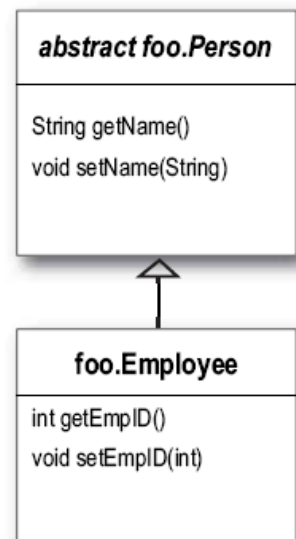 abstract foo.Person
String getName()
void setName(String)
foo.Employee
int getEmpID()
void setEmpID(int)